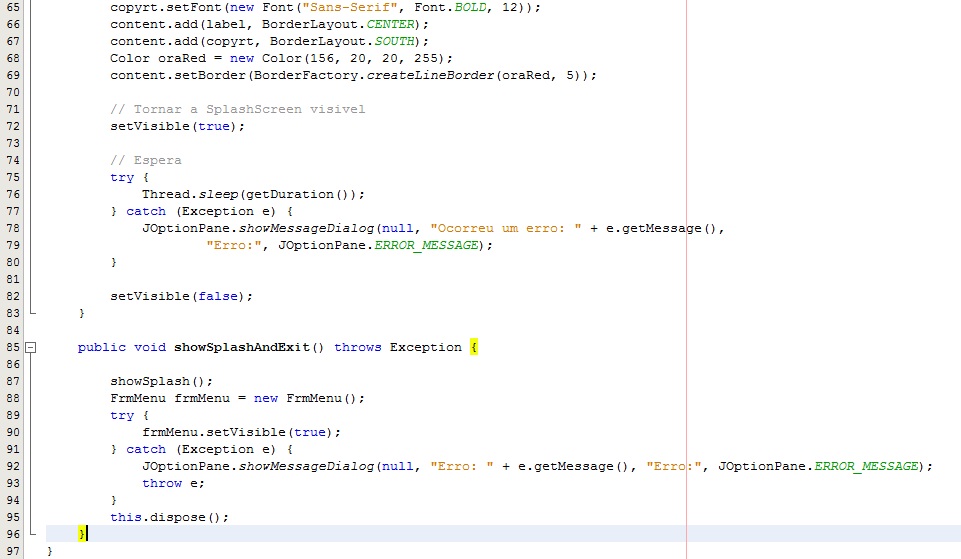 65 copyrt.setFont(new Font("Sans-Serif", Font.BOLD, 12));
66 content.add(label, BorderLayout.CENTER);
67 content.add(copyrt, BorderLayout.SOUTH);
68 Color oraRed = new Color(156, 20, 20, 255);
69 content.setBorder(BorderFactory.createLineBorder(oraRed, 5));
70
71 // Tornar a SplashScreen visivel
72 setVisible(true);
73
74 // Espera
75 try {
76 Thread.sleep(getDuration());
77 } catch (Exception e) {
78 JOptionPane.showMessageDialog(null, "Ocorreu um erro: " + e.getMessage(),
79 "Erro:", JOptionPane.ERROR_MESSAGE);
80 }
81
82 setVisible(false);
83 }
84
85 public void showSplashAndExit() throws Exception {
86
87 showSplash();
88 FrmMenu frmMenu = new FrmMenu();
89 try {
90 frmMenu.setVisible(true);
91 } catch (Exception e) {
92 JOptionPane.showMessageDialog(null, "Erro: " + e.getMessage(), "Erro:", JOptionPane.ERROR_MESSAGE);
93 throw e;
94 }
95 this.dispose();
96 }
97 }